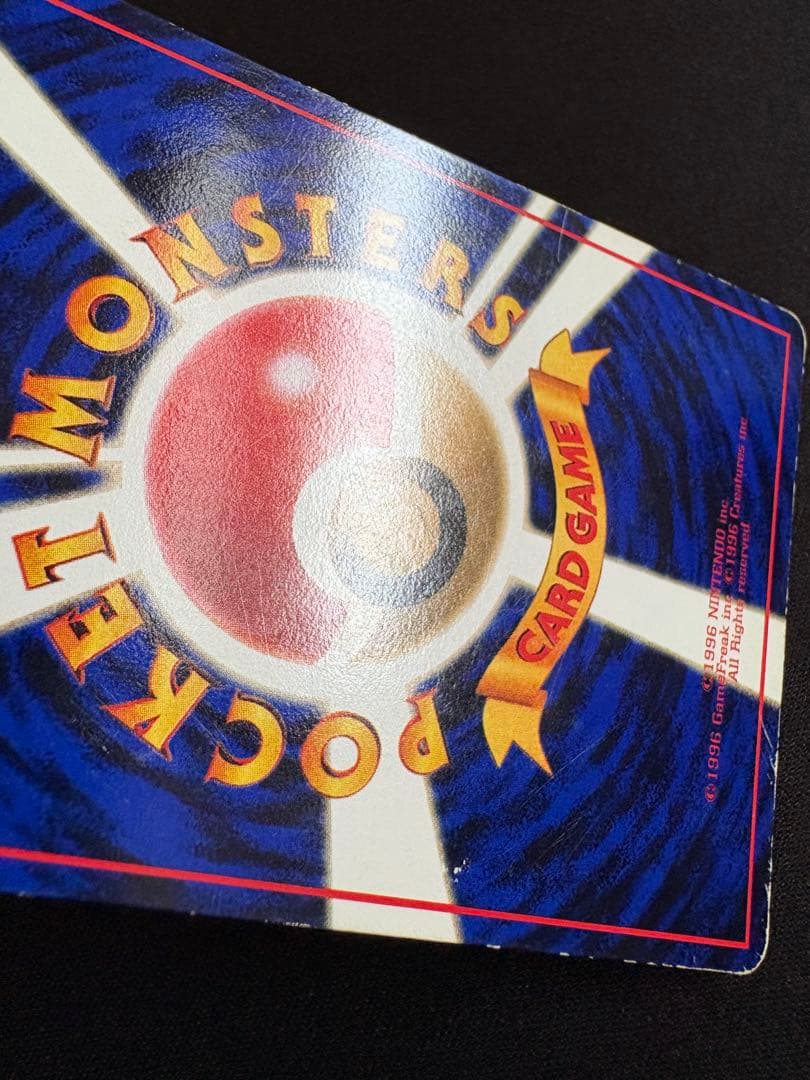 POCKET MONSTERS
CARD GAME
©1996 NINTENDO inc
©1996 GameFreak inc ©1996 Creatures inc
All Rights reserved